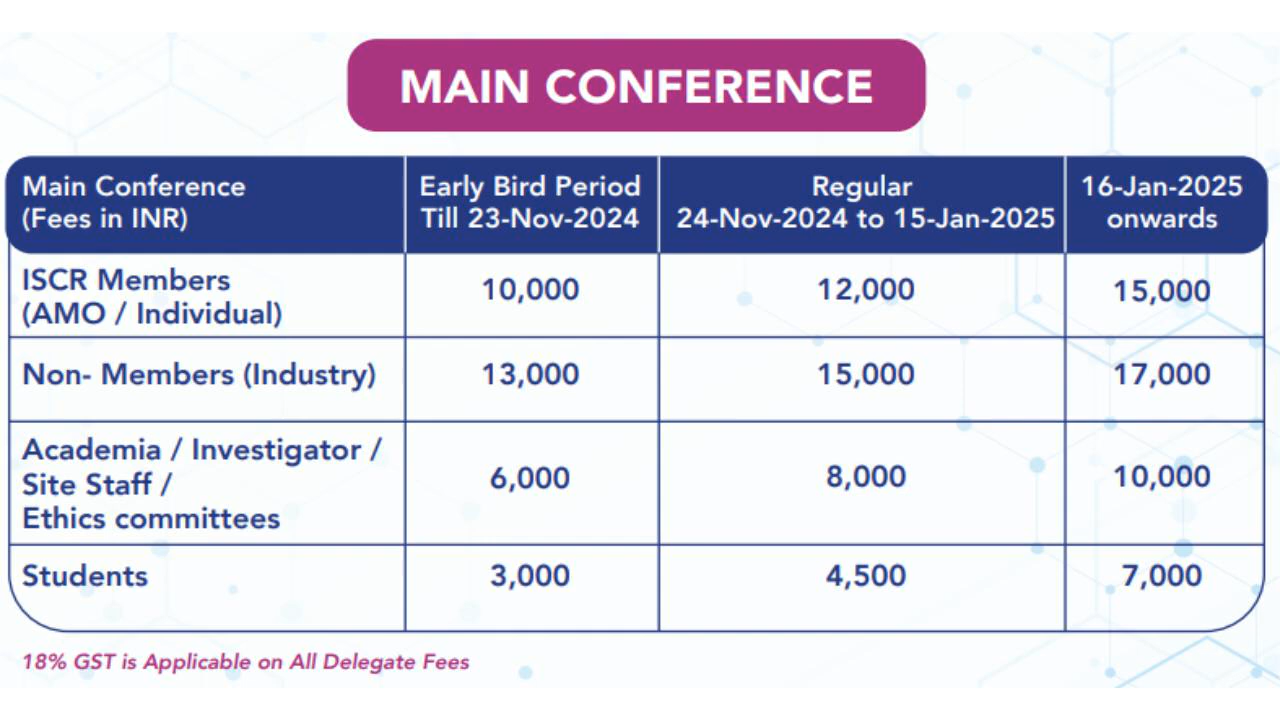 MAIN CONFERENCE
Main Conference
(Fees in INR)
Early Bird Period
Till 23-Nov-2024
Regular
24-Nov-2024 to 15-Jan-2025
16-Jan-2025
onwards
ISCR Members
(AMO / Individual)
10,000
12,000
15,000
Non- Members (Industry)
13,000
15,000
17,000
Academia / Investigator /
Site Staff /
Ethics committees
6,000
8,000
10,000
Students
3,000
4,500
7,000
18% GST is Applicable on All Delegate Fees